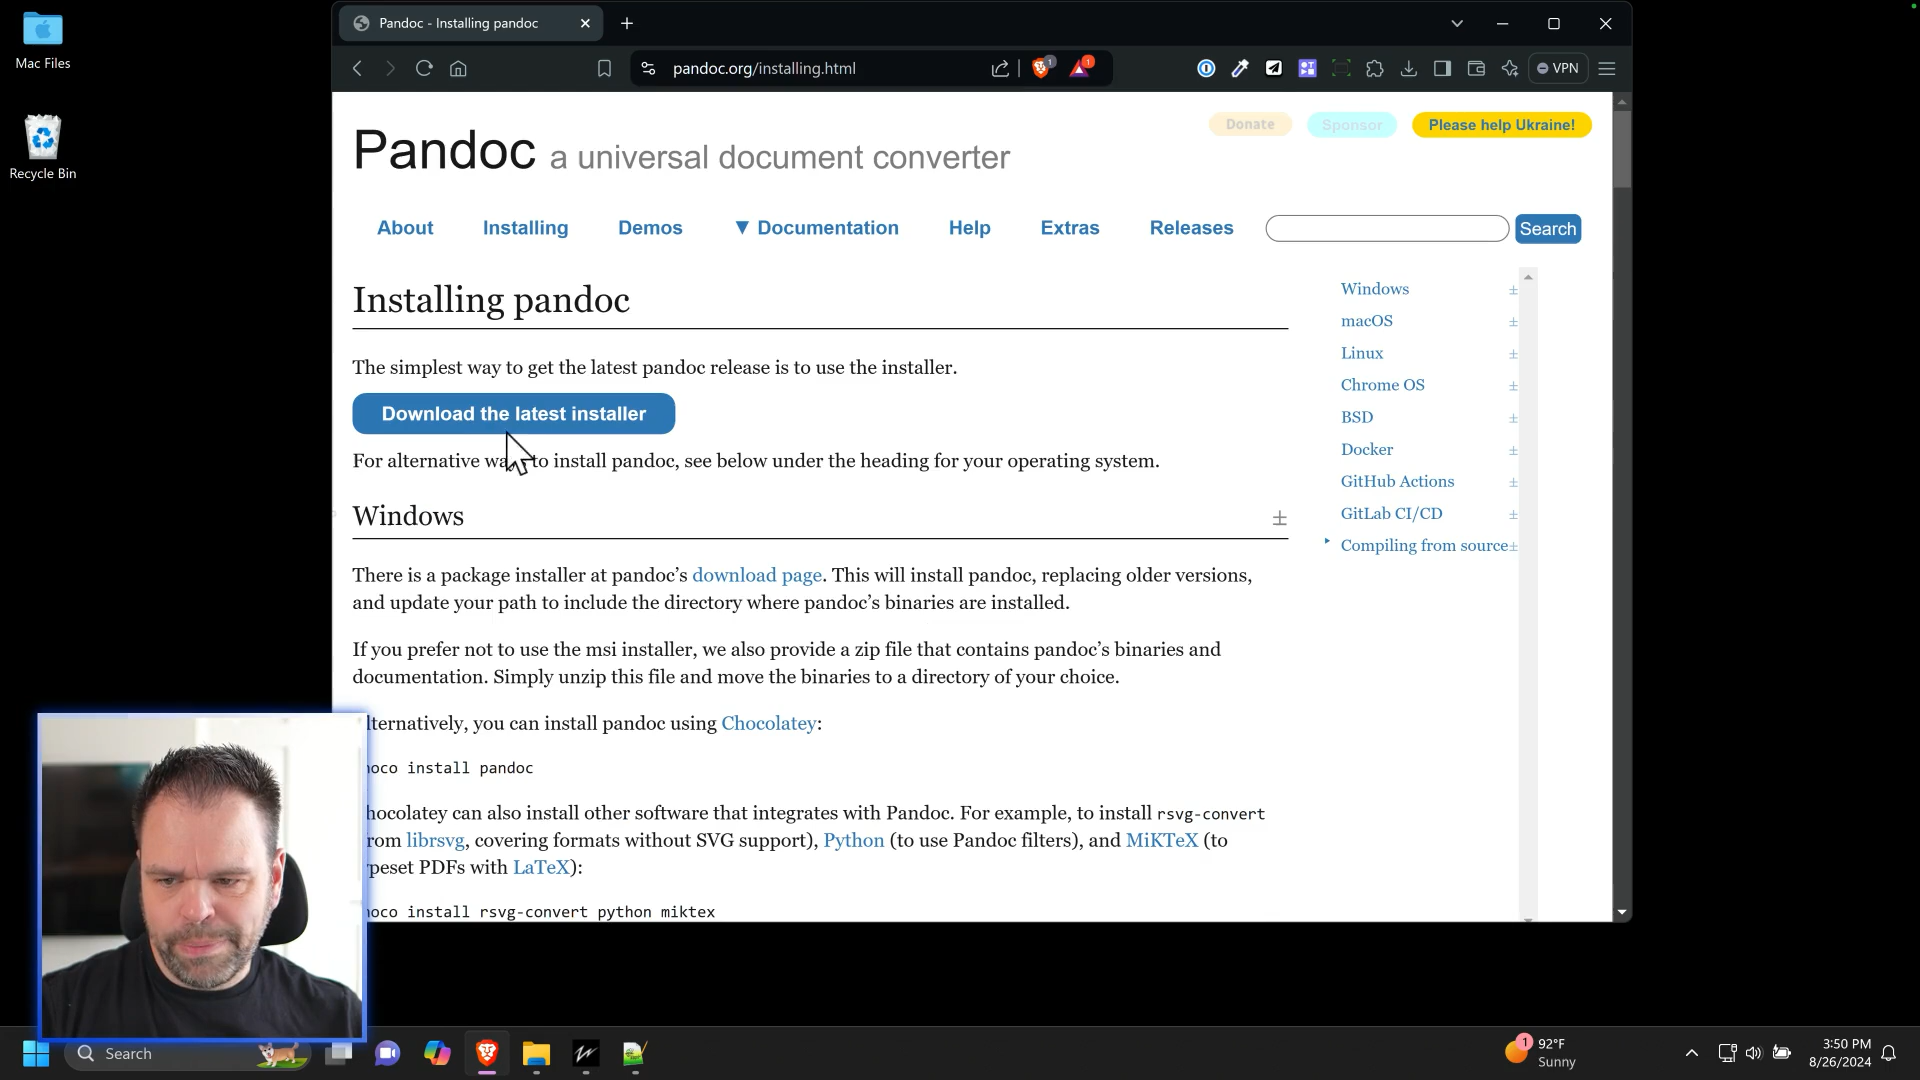 Mac Files
Recycle Bin
Pandoc - Installing pandoc
pandoc.org/installing.html
1
1
VPN
Pandoc a universal document converter
Donate
Sponsor
Please help Ukraine!
About
Installing
Demos
▼ Documentation
Help
Extras
Releases
Search
Installing pandoc
The simplest way to get the latest pandoc release is to use the installer.
Download the latest installer
For alternative to install pandoc, see below under the heading for your operating system.
Windows ±
There is a package installer at pandoc’s download page. This will install pandoc, replacing older versions,
and update your path to include the directory where pandoc’s binaries are installed.
If you prefer not to use the msi installer, we also provide a zip file that contains pandoc’s binaries and
documentation. Simply unzip this file and move the binaries to a directory of your choice.
lternatively, you can install pandoc using Chocolatey:
hoco install pandoc
hocolatey can also install other software that integrates with Pandoc. For example, to install rsvg-convert
rom librsvg, covering formats without SVG support), Python (to use Pandoc filters), and MiKTeX (to
peset PDFs with LaTeX):
hoco install rsvg-convert python miktex
Windows ±
macOS ±
Linux ±
Chrome OS ±
BSD ±
Docker ±
GitHub Actions ±
GitLab CI/CD ±
Compiling from source ±
Search
1
92°F
Sunny
3:50 PM
8/26/2024